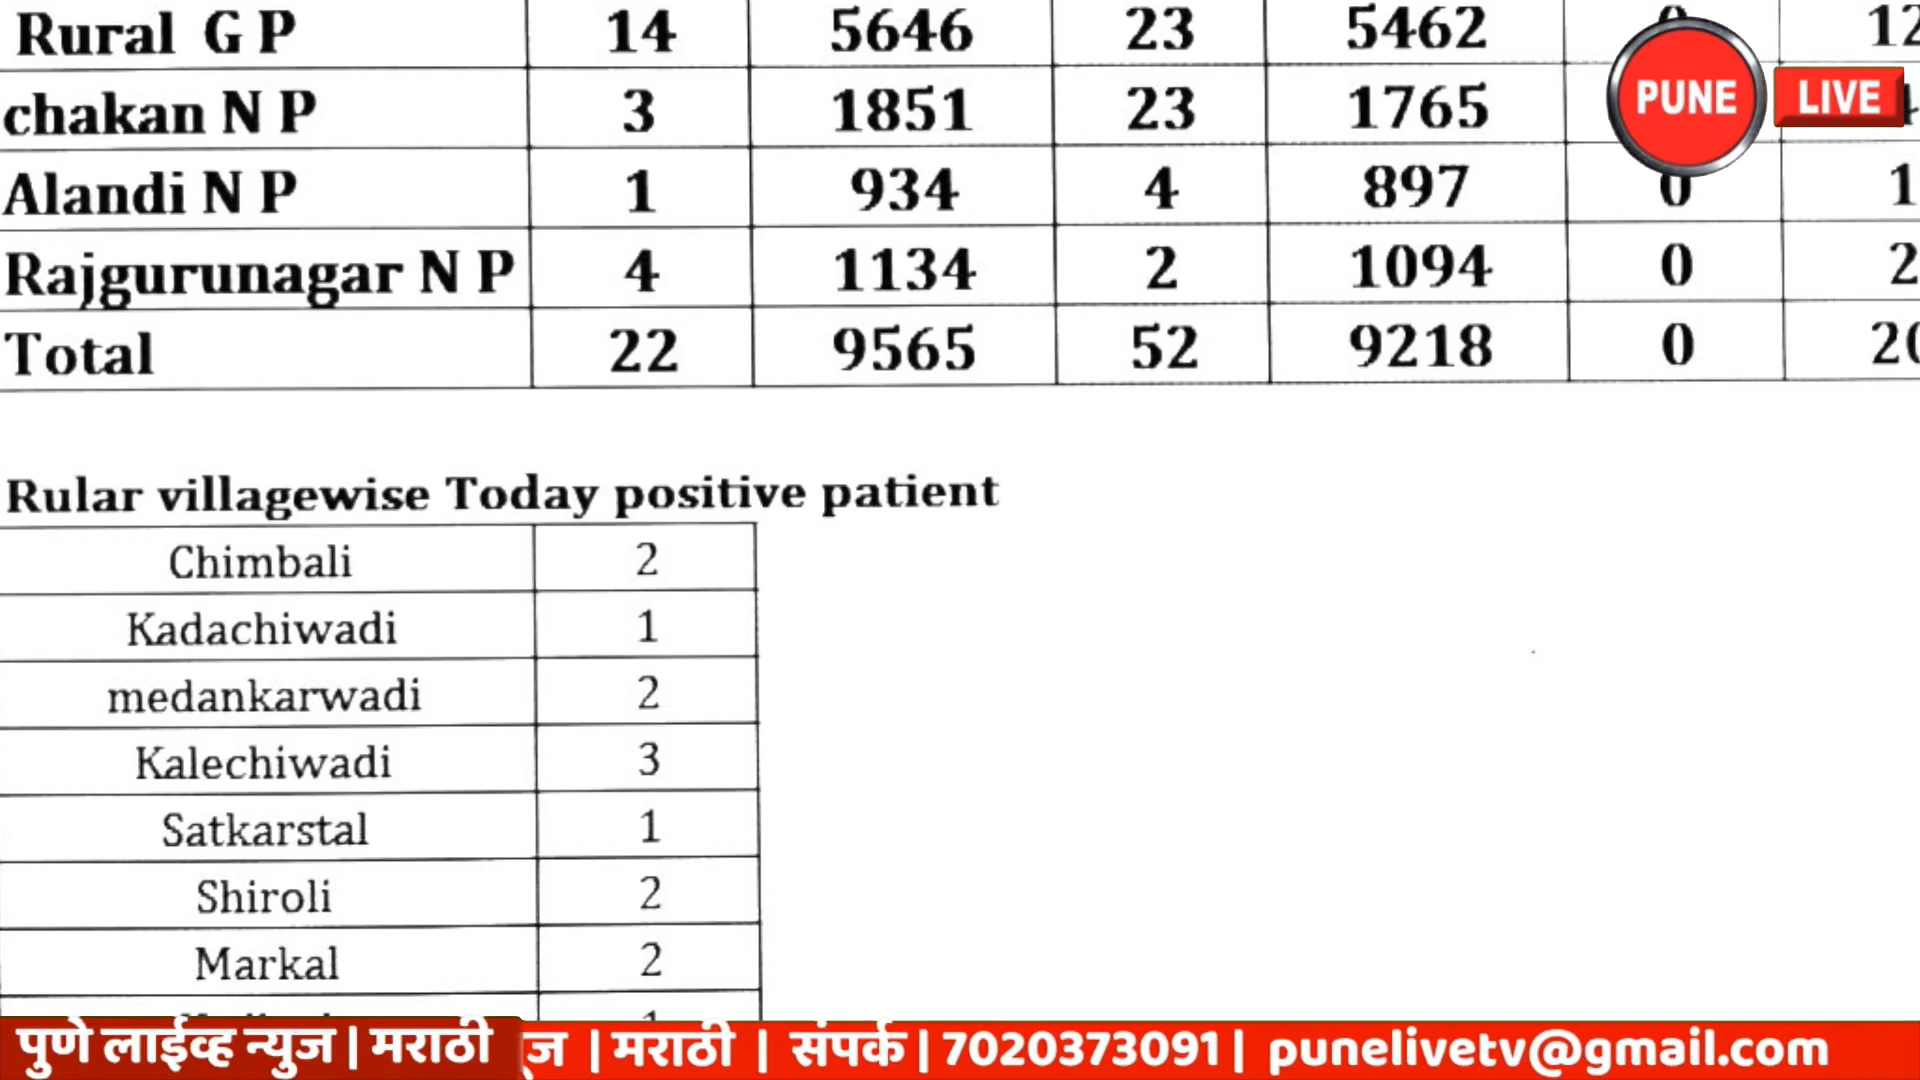 Rural G P 14 5646 23 5462 12
PUNE LIVE
chakan N P 3 1851 23 1765
Alandi N P 1 934 4 897 0 1
Rajgurunagar N P 4 1134 2 1094 0 2
Total 22 9565 52 9218 0 20
Rular villagewise Today positive patient
Chimbali 2
Kadachiwadi 1
medankarwadi 2
Kalechiwadi 3
Satkarstal 1
Shiroli 2
Markal 2
पुणे लाईव्ह न्युज | मराठी | मराठी | संपर्क | 7020373091 | punelivetv@gmail.com